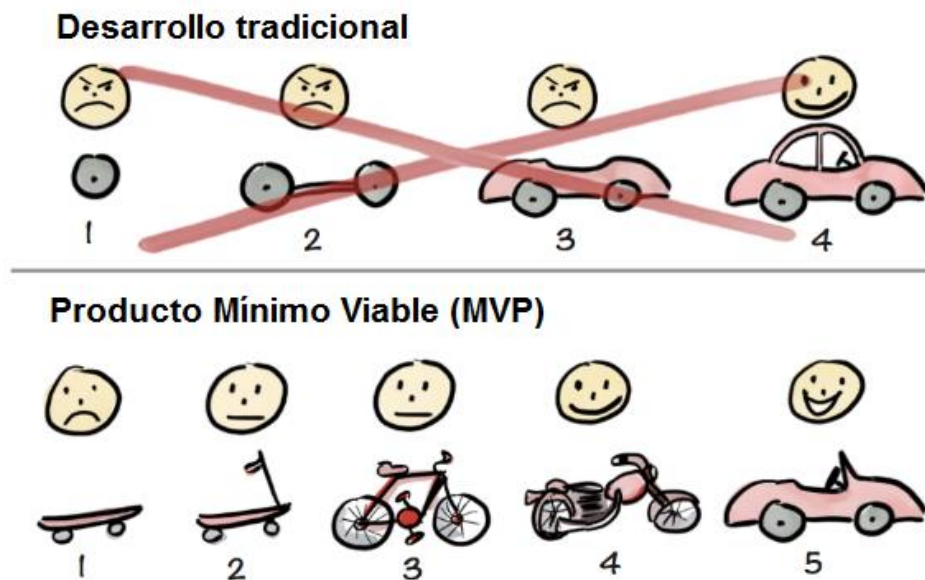 Desarrollo tradicional
1 2 3 4
Producto Mínimo Viable (MVP)
1 2 3 4 5